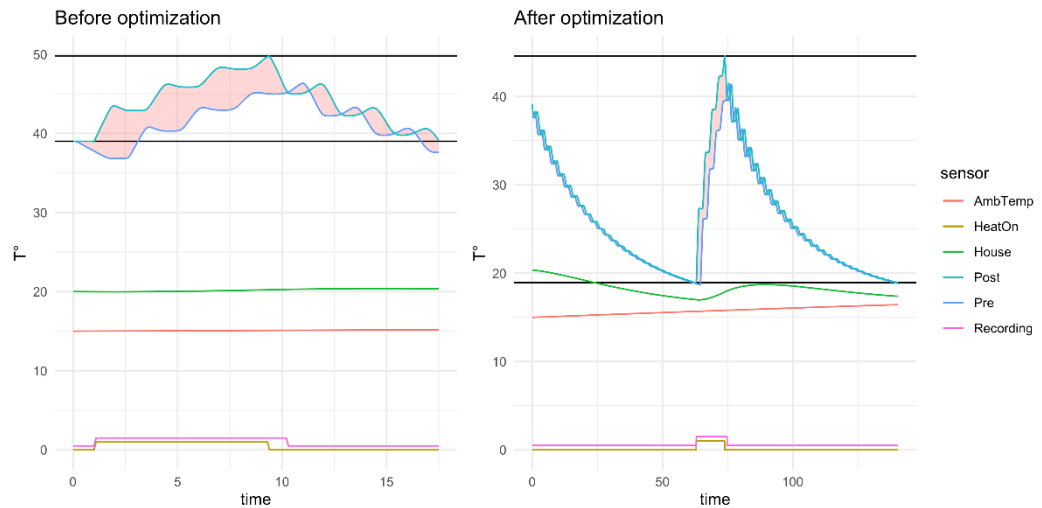 Before optimization
50
40
30
20
10
0
T°
0
5
10
15
time
After optimization
40
30
20
10
0
T°
0
50
100
time
sensor
AmbTemp
HeatOn
House
Post
Pre
Recording